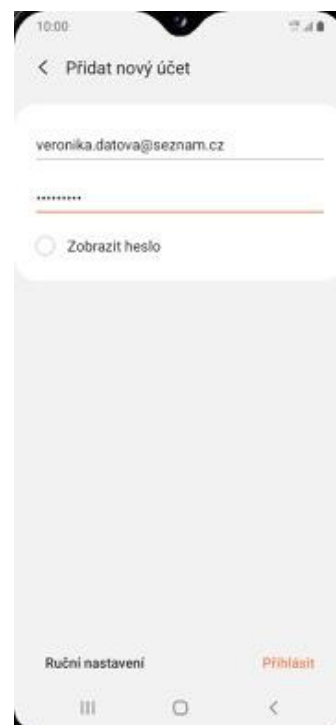 10:00
Přidat nový účet
veronika.datova@seznam.cz
•••••••••
Zobrazit heslo
Ruční nastavení
Přihlásit